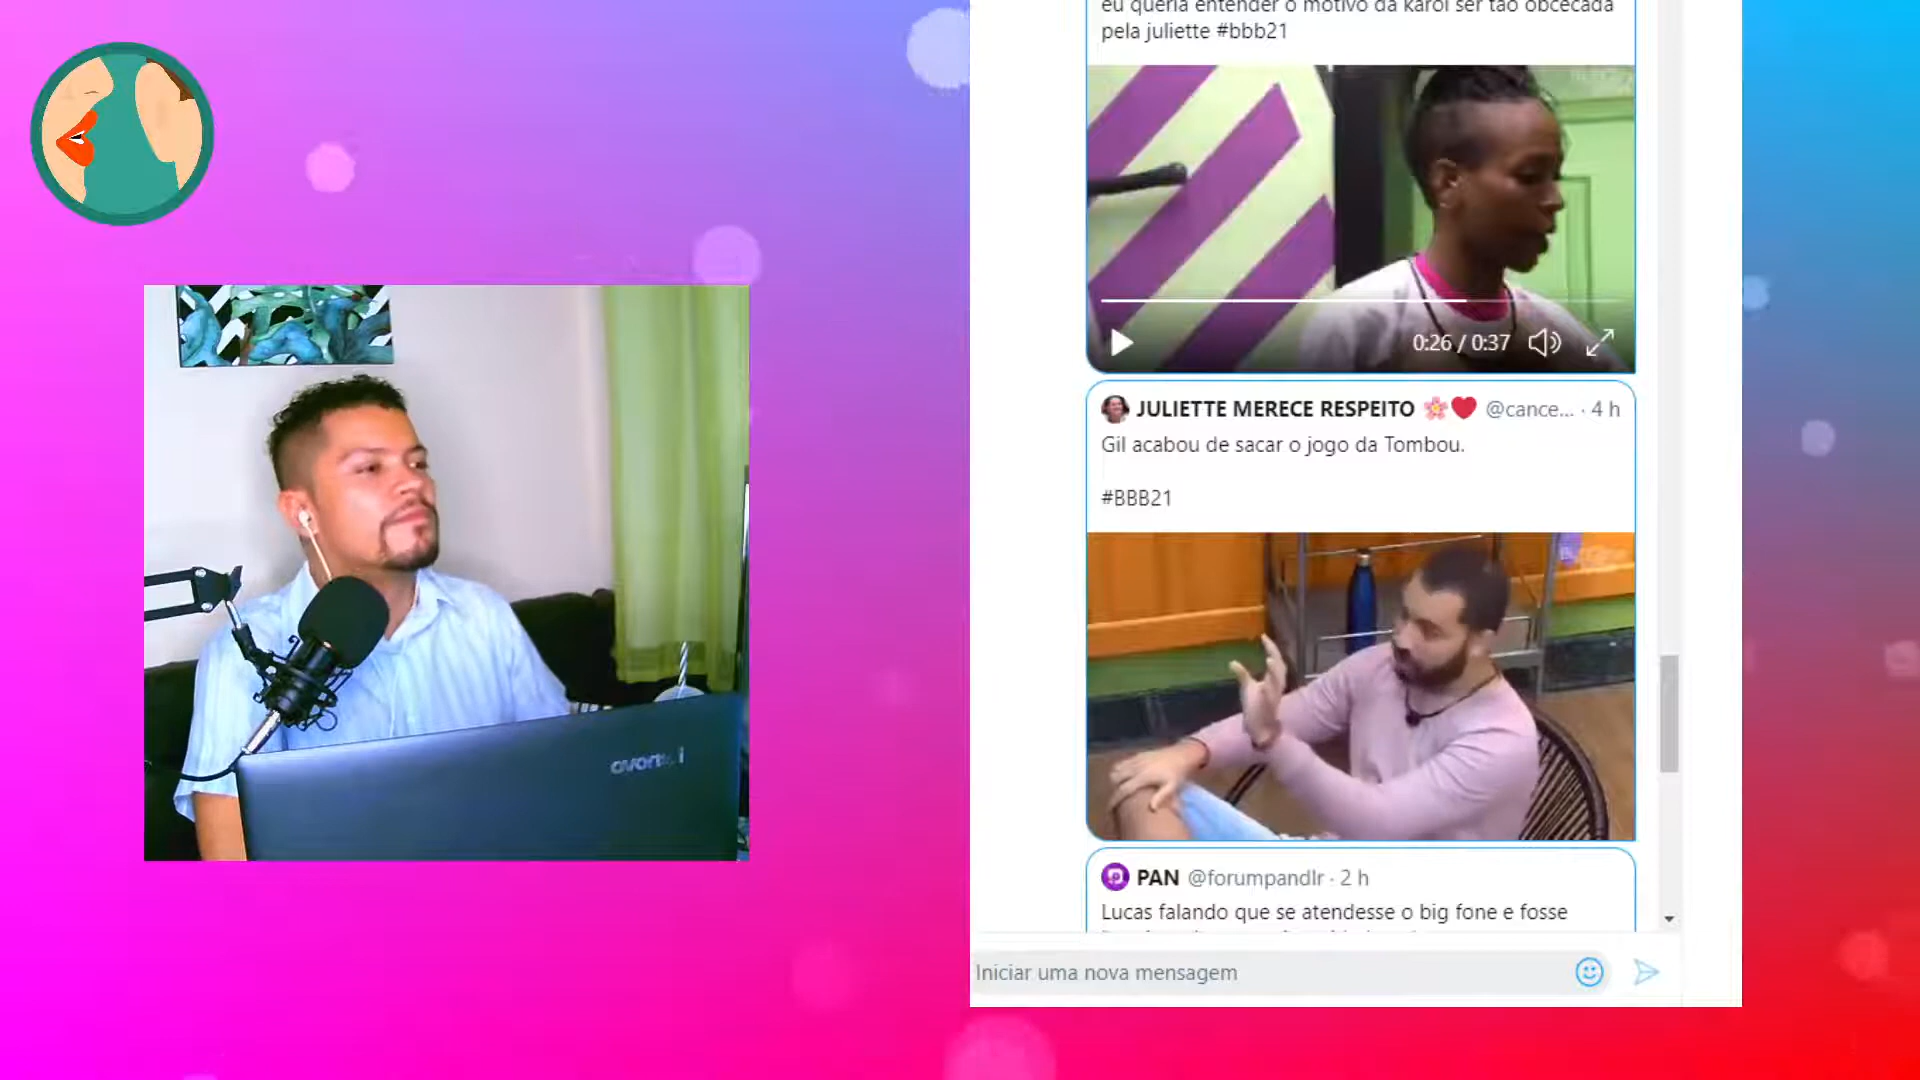 eu queria entender o motivo da karol ser tão obcecada
pela juliette #bbb21
0:26 / 0:37
JULIETTE MERECE RESPEITO 🌸❤️ @cance... · 4 h
Gil acabou de sacar o jogo da Tombou.
#BBB21
PAN @forumpandlr · 2 h
Lucas falando que se atendesse o big fone e fosse
Iniciar uma nova mensagem